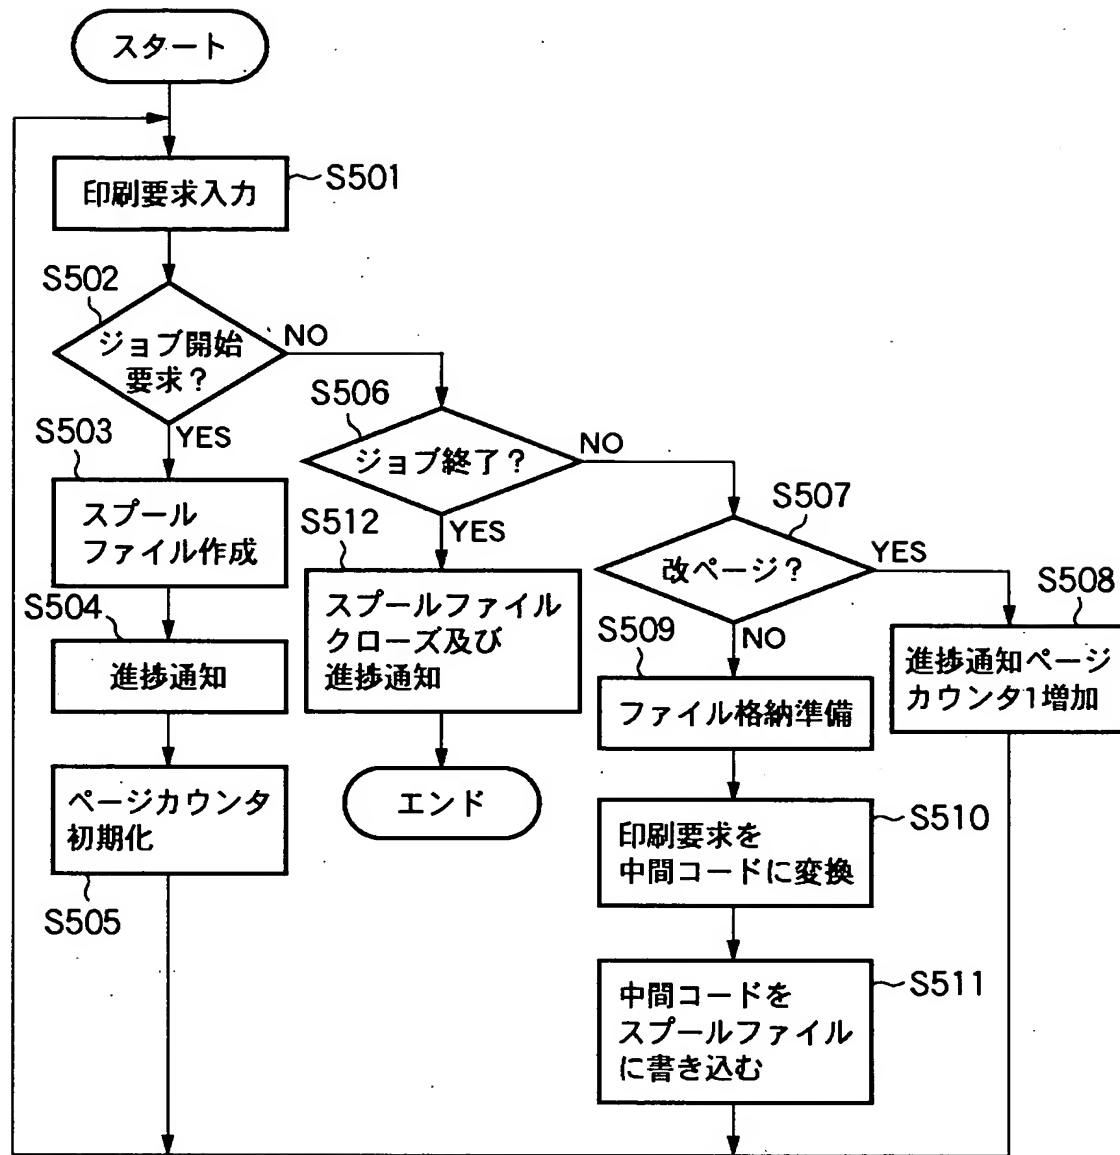 スタート
印刷要求入力
S501
S502
ジョブ開始
要求？
NO
YES
S503
スプール
ファイル作成
S504
進捗通知
ページカウンタ
初期化
S505
S506
ジョブ終了？
NO
YES
S512
スプールファイル
クローズ及び
進捗通知
エンド
S507
改ページ？
YES
NO
S508
進捗通知ページ
カウンタ1増加
S509
ファイル格納準備
印刷要求を
中間コードに変換
S510
中間コードを
スプールファイル
に書き込む
S511